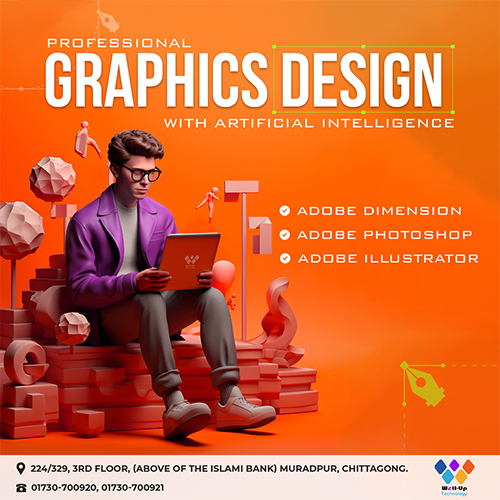 PROFESSIONAL
GRAPHICS DESIGN
WITH ARTIFICIAL INTELLIGENCE
ADOBE DIMENSION
ADOBE PHOTOSHOP
ADOBE ILLUSTRATOR
224/329, 3RD FLOOR, (ABOVE OF THE ISLAMI BANK) MURADPUR, CHITTAGONG.
01730-700920, 01730-700921
Well-Up
Technology